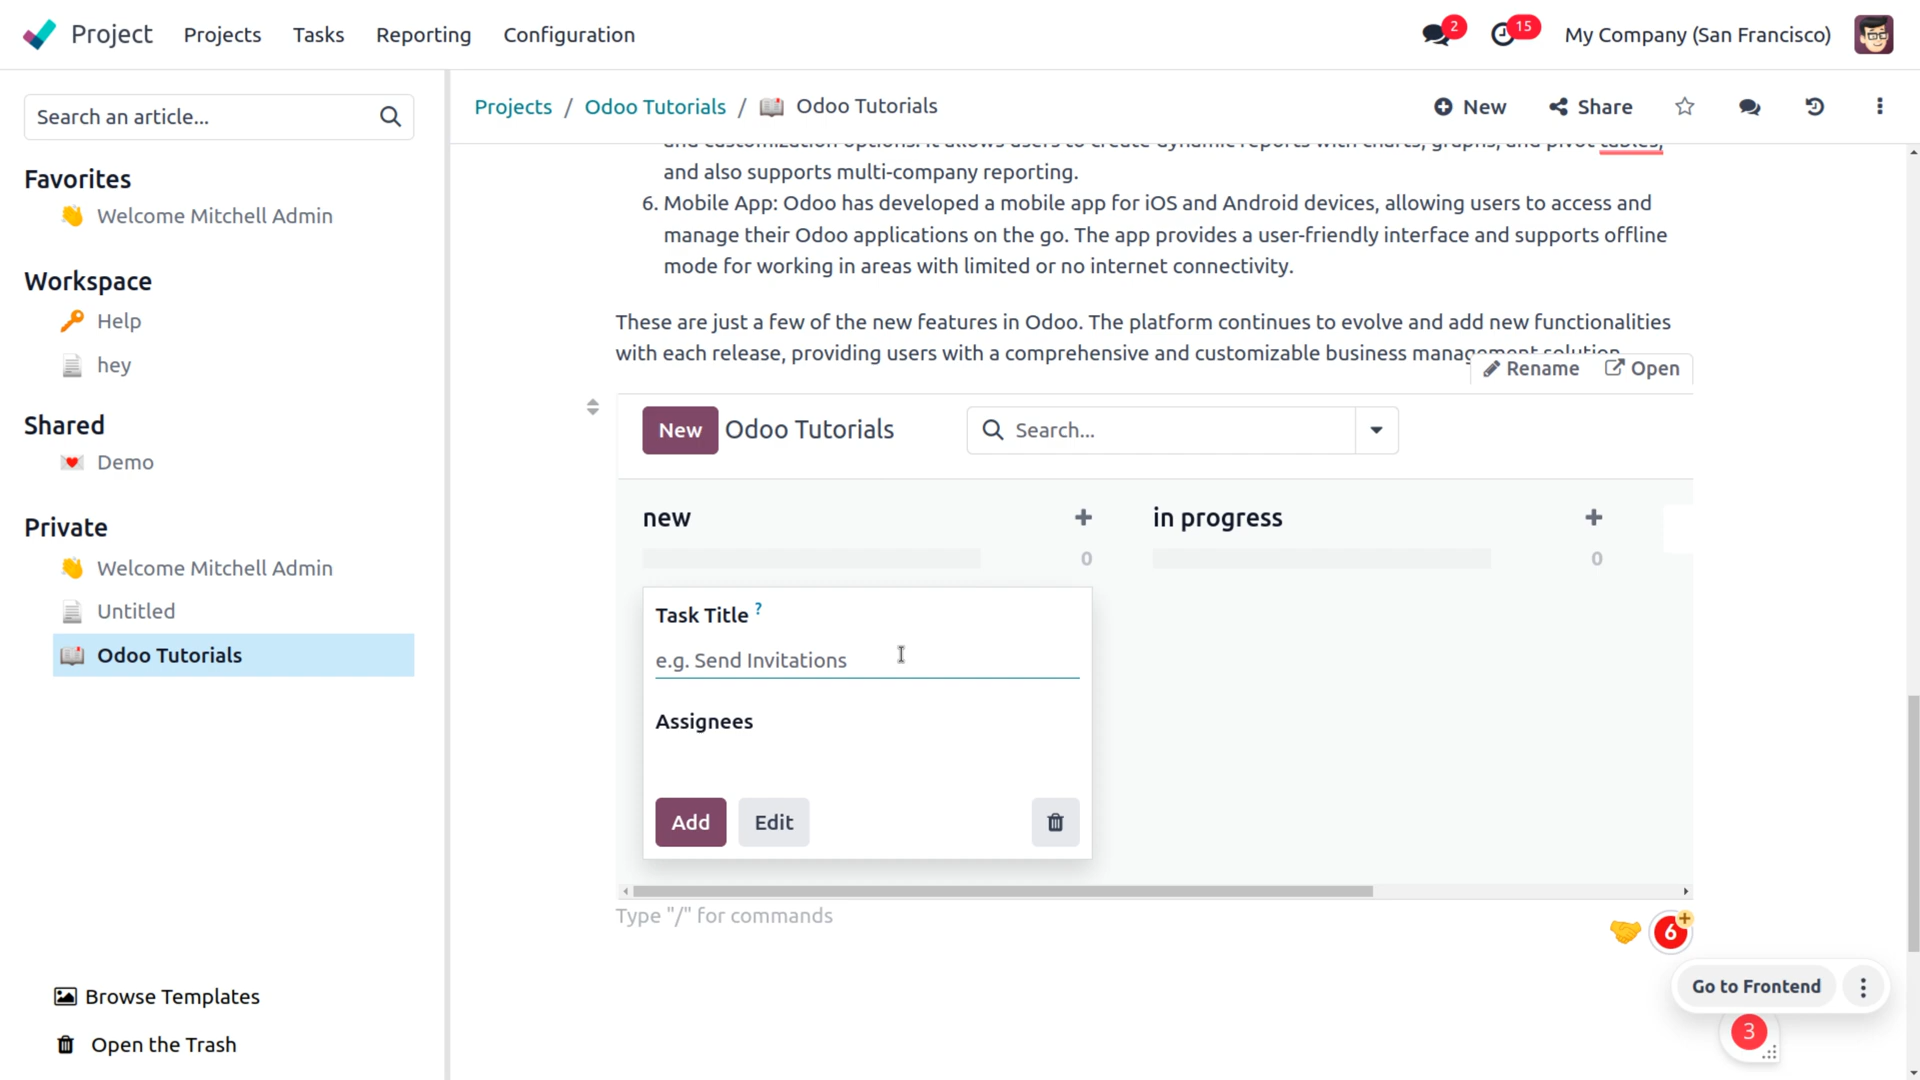 Project
Projects
Tasks
Reporting
Configuration
2
15
My Company (San Francisco)
Search an article...
Favorites
Welcome Mitchell Admin
Workspace
Help
hey
Shared
Demo
Private
Welcome Mitchell Admin
Untitled
Odoo Tutorials
Browse Templates
Open the Trash
Projects / Odoo Tutorials / Odoo Tutorials
New
Share
and customization options. It allows users to create dynamic reports with charts, graphs, and pivot tables,
and also supports multi-company reporting.
6. Mobile App: Odoo has developed a mobile app for iOS and Android devices, allowing users to access and
manage their Odoo applications on the go. The app provides a user-friendly interface and supports offline
mode for working in areas with limited or no internet connectivity.
These are just a few of the new features in Odoo. The platform continues to evolve and add new functionalities
with each release, providing users with a comprehensive and customizable business management solution.
Rename
Open
New
Odoo Tutorials
Search...
new
0
in progress
0
Task Title ?
e.g. Send Invitations
Assignees
Add
Edit
Type "/" for commands
6
Go to Frontend
3